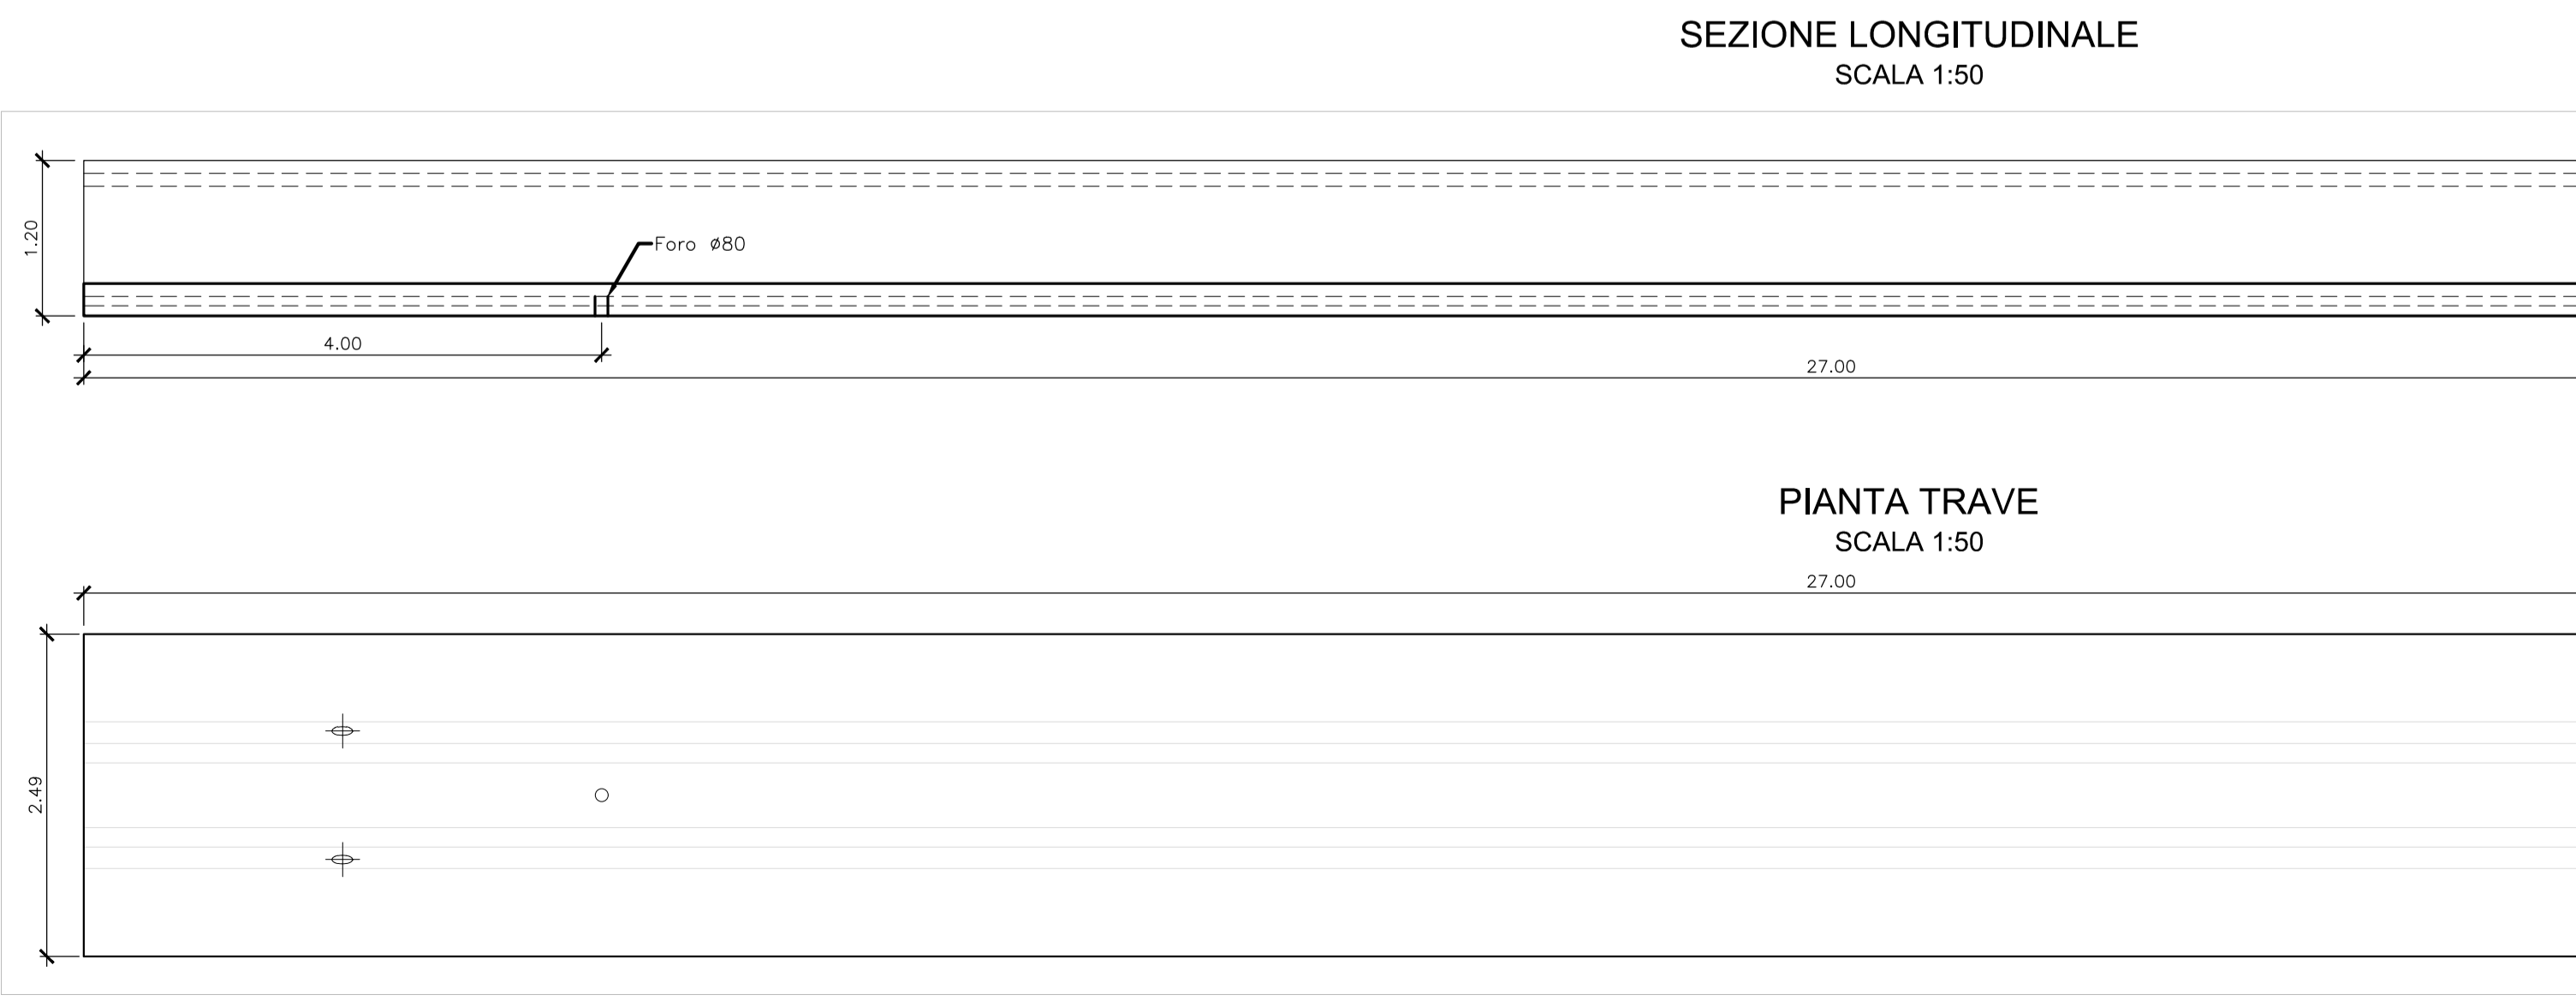 SEZIONE LONGITUDINALE
SCALA 1:50
1.20
Foro ø80
4.00
27.00
PIANTA TRAVE
SCALA 1:50
27.00
2.49